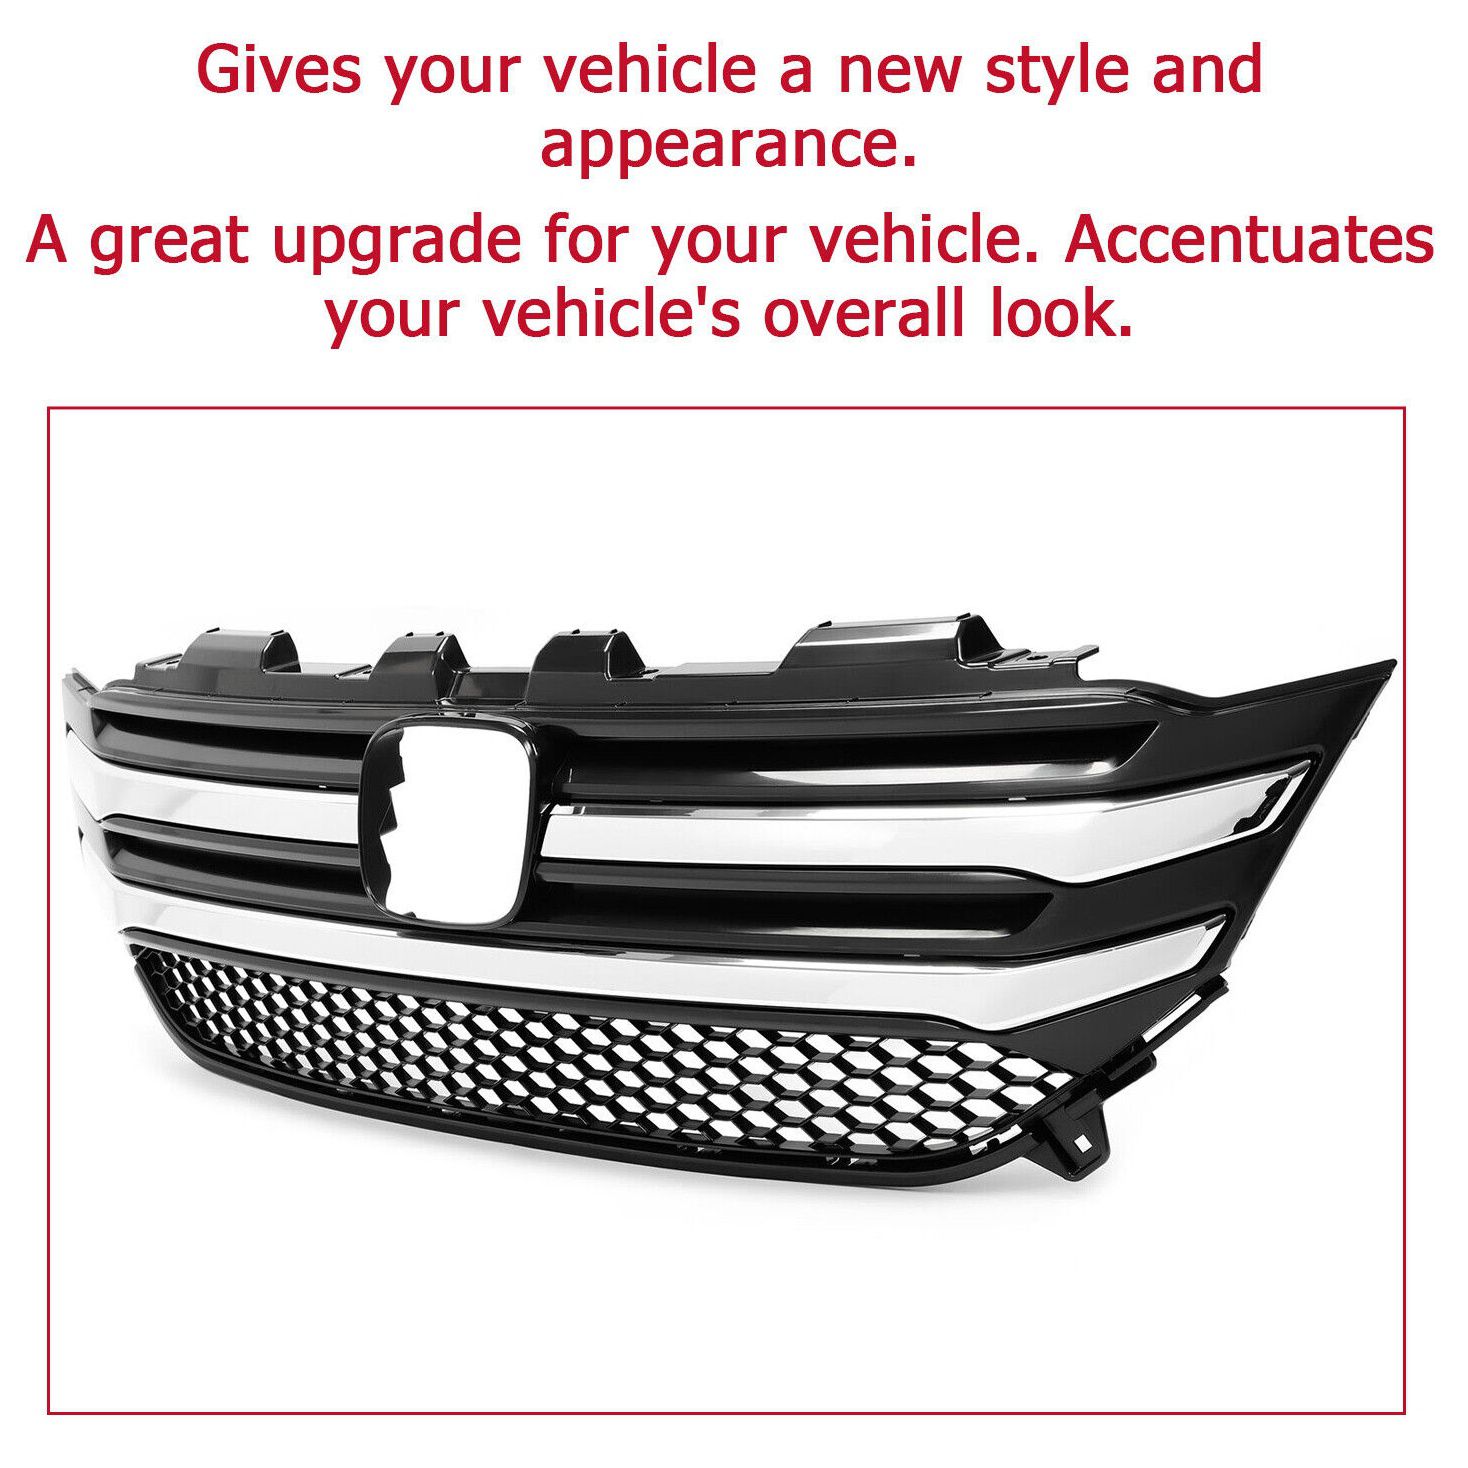 Gives your vehicle a new style and
appearance.
A great upgrade for your vehicle. Accentuates
your vehicle's overall look.